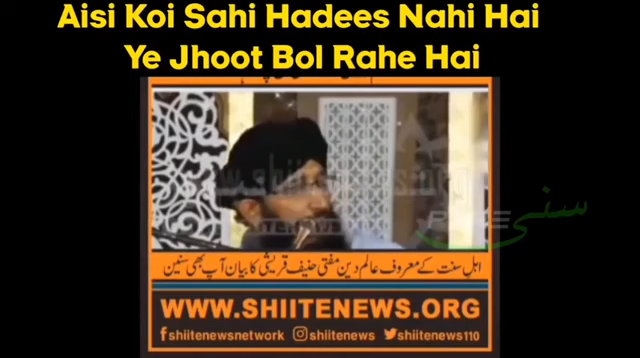 Aisi Koi Sahi Hadees Nahi Hai
Ye Jhoot Bol Rahe Hai
سنی
اہلِ سنت کے معروف عالم دین مفتی حنیف قریشی کا بیان آپ بھی سنیں
WWW.SHIITENEWS.ORG
shiitenewsnetwork shiitenews shiitenews110